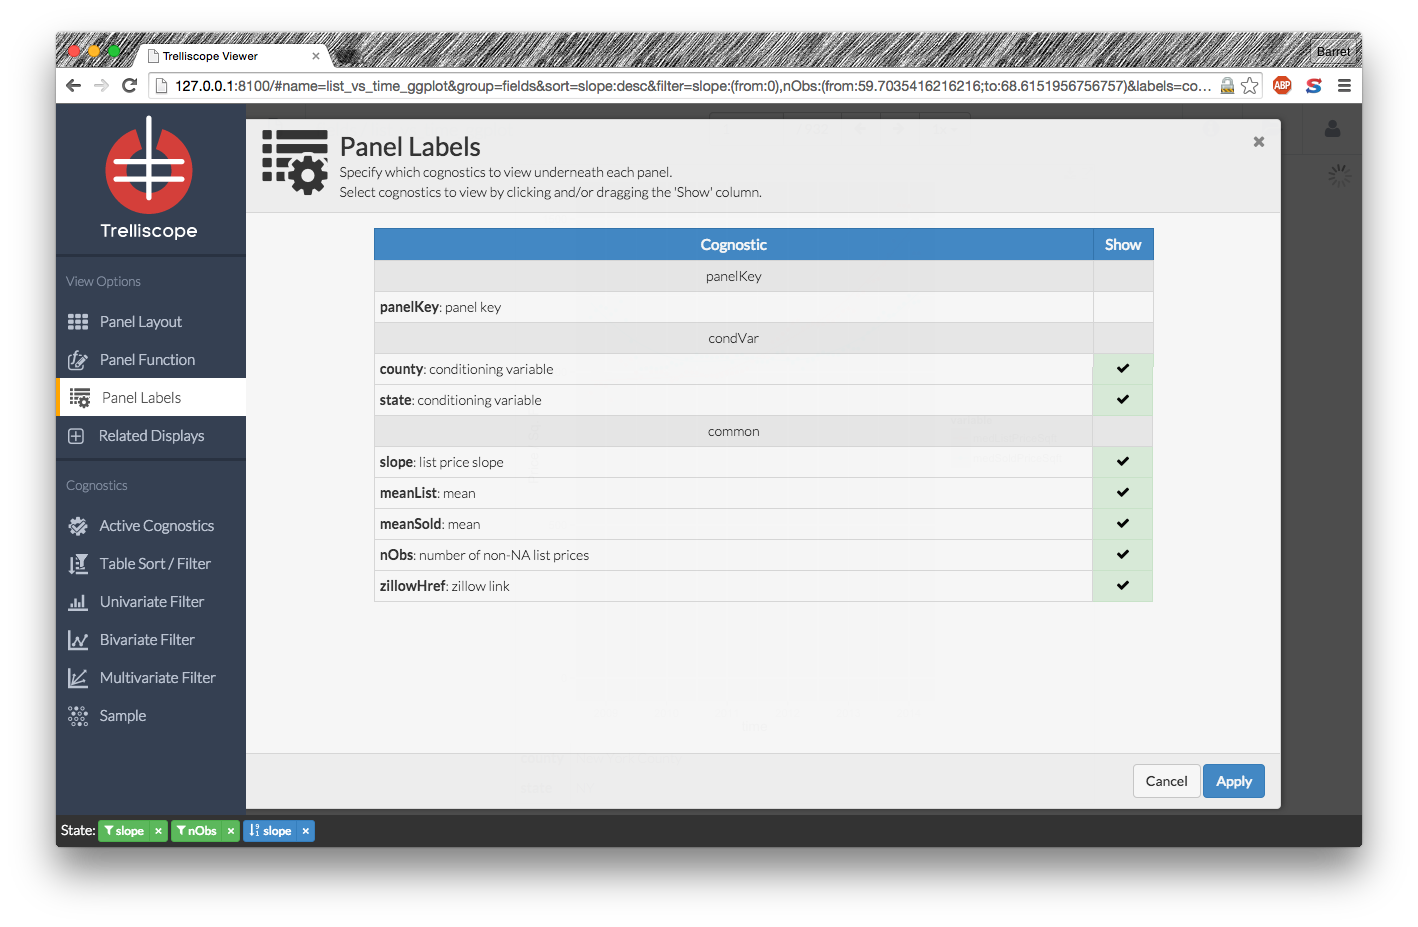 Trelliscope Viewer
Barret
127.0.0.1:8100/#name=list_vs_time_ggplot&group=fields&sort=slope:desc&filter=slope:(from:0),nObs:(from:59.7035416216216;to:68.6151956756757)&labels=co...
ABP
Trelliscope
View Options
Panel Layout
Panel Function
Panel Labels
Related Displays
Cognostics
Active Cognostics
Table Sort / Filter
Univariate Filter
Bivariate Filter
Multivariate Filter
Sample
Panel Labels
Specify which cognostics to view underneath each panel.
Select cognostics to view by clicking and/or dragging the 'Show' column.
Cognostic Show
panelKey
panelKey: panel key
condVar
county: conditioning variable
state: conditioning variable
common
slope: list price slope
meanList: mean
meanSold: mean
nObs: number of non-NA list prices
zillowHref: zillow link
Cancel Apply
State: slope × nObs × slope ×